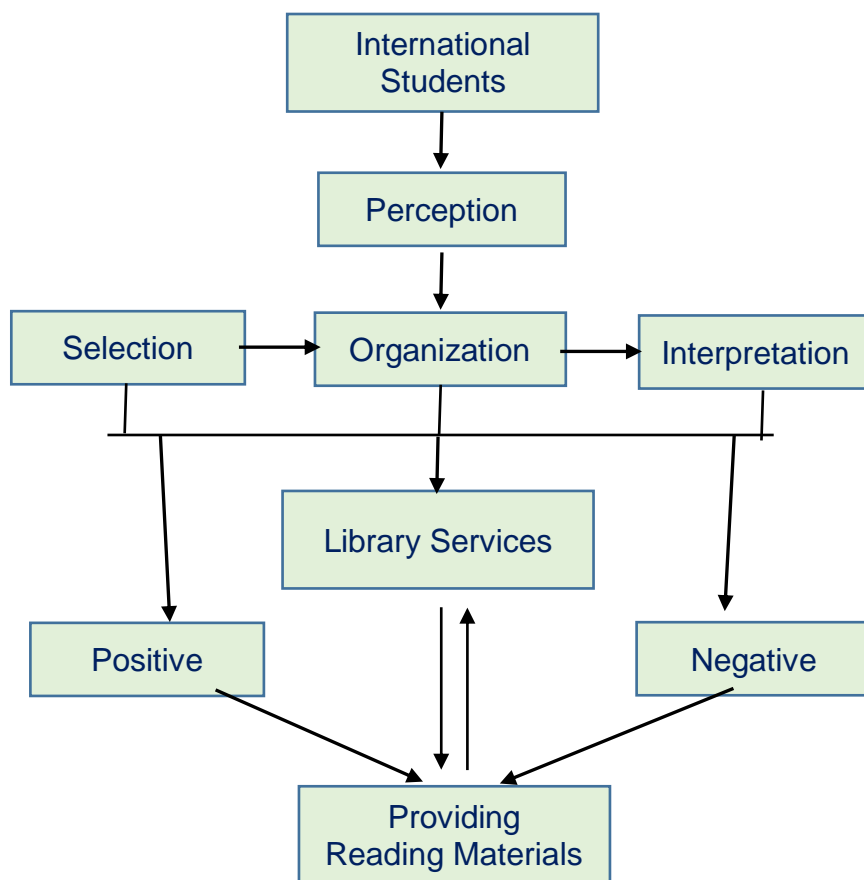 International
Students
Perception
Selection
Organization
Interpretation
Library Services
Positive
Negative
Providing
Reading Materials